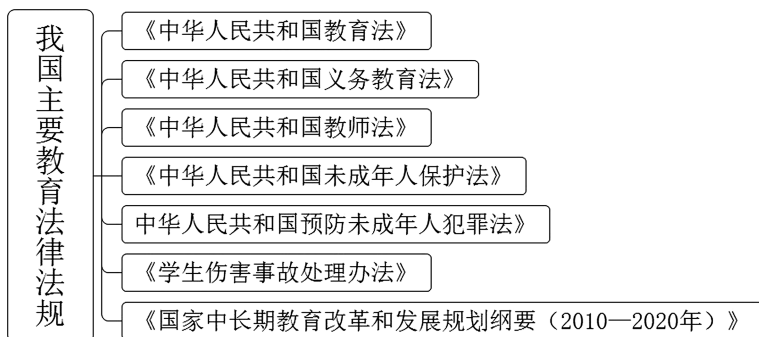 我国主要教育法律法规
《中华人民共和国教育法》
《中华人民共和国义务教育法》
《中华人民共和国教师法》
《中华人民共和国未成年人保护法》
中华人民共和国预防未成年人犯罪法》
《学生伤害事故处理办法》
《国家中长期教育改革和发展规划纲要（2010—2020年）》